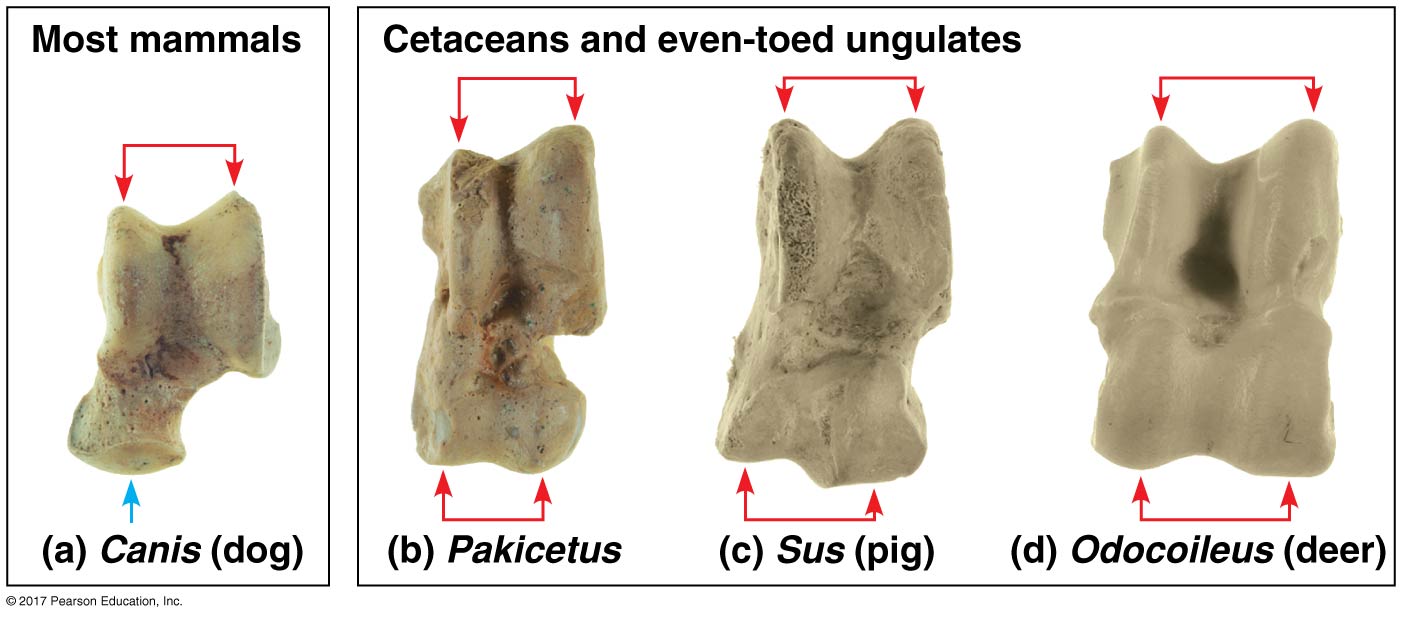 Most mammals
Cetaceans and even-toed ungulates
(a) Canis (dog)
(b) Pakicetus
(c) Sus (pig)
(d) Odocoileus (deer)
© 2017 Pearson Education, Inc.